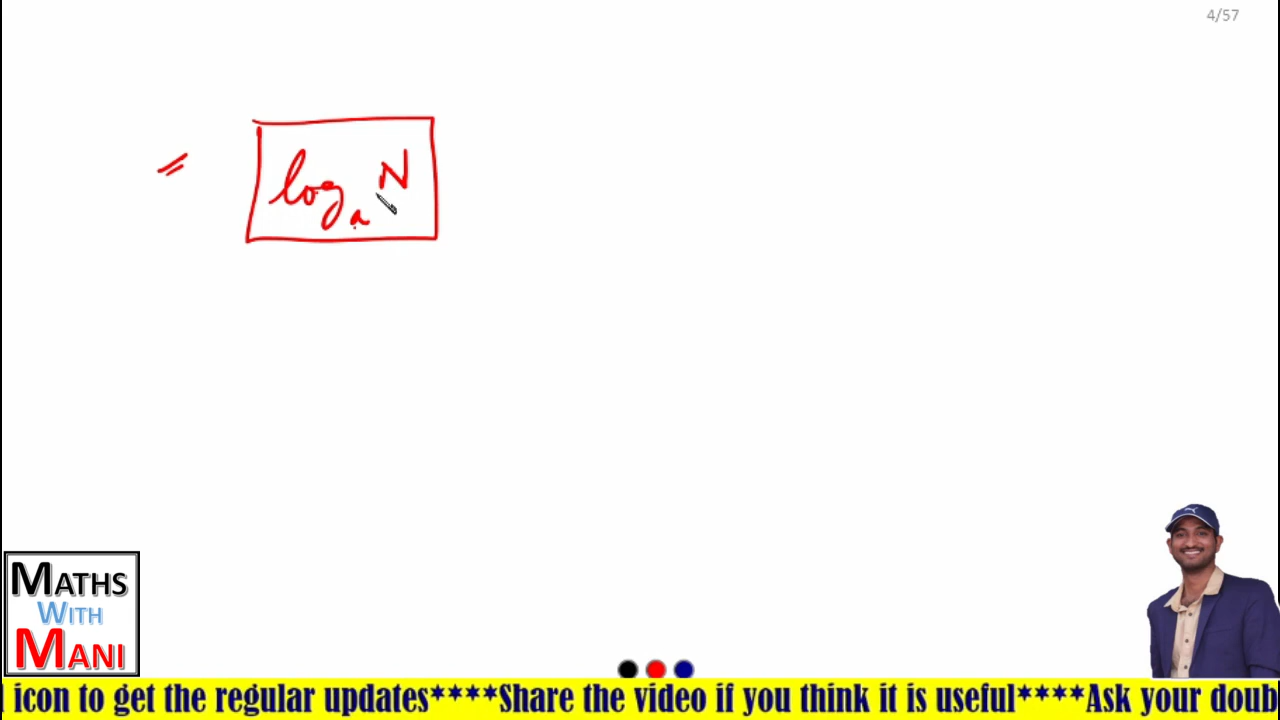 4/57
= log_a N
MATHS
WITH
MANI
icon to get the regular updates****Share the video if you think it is useful****Ask your doub